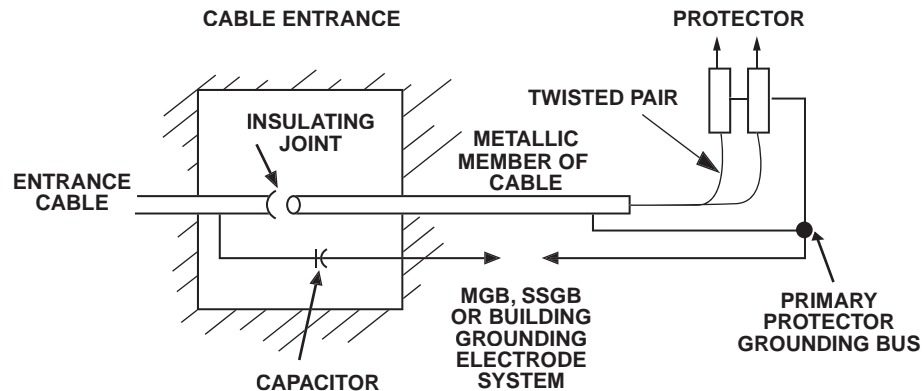 CABLE ENTRANCE
PROTECTOR
TWISTED PAIR
INSULATING
JOINT
METALLIC
MEMBER OF
CABLE
ENTRANCE
CABLE
MGB, SSGB
OR BUILDING
GROUNDING
ELECTRODE
SYSTEM
PRIMARY
PROTECTOR
GROUNDING BUS
CAPACITOR